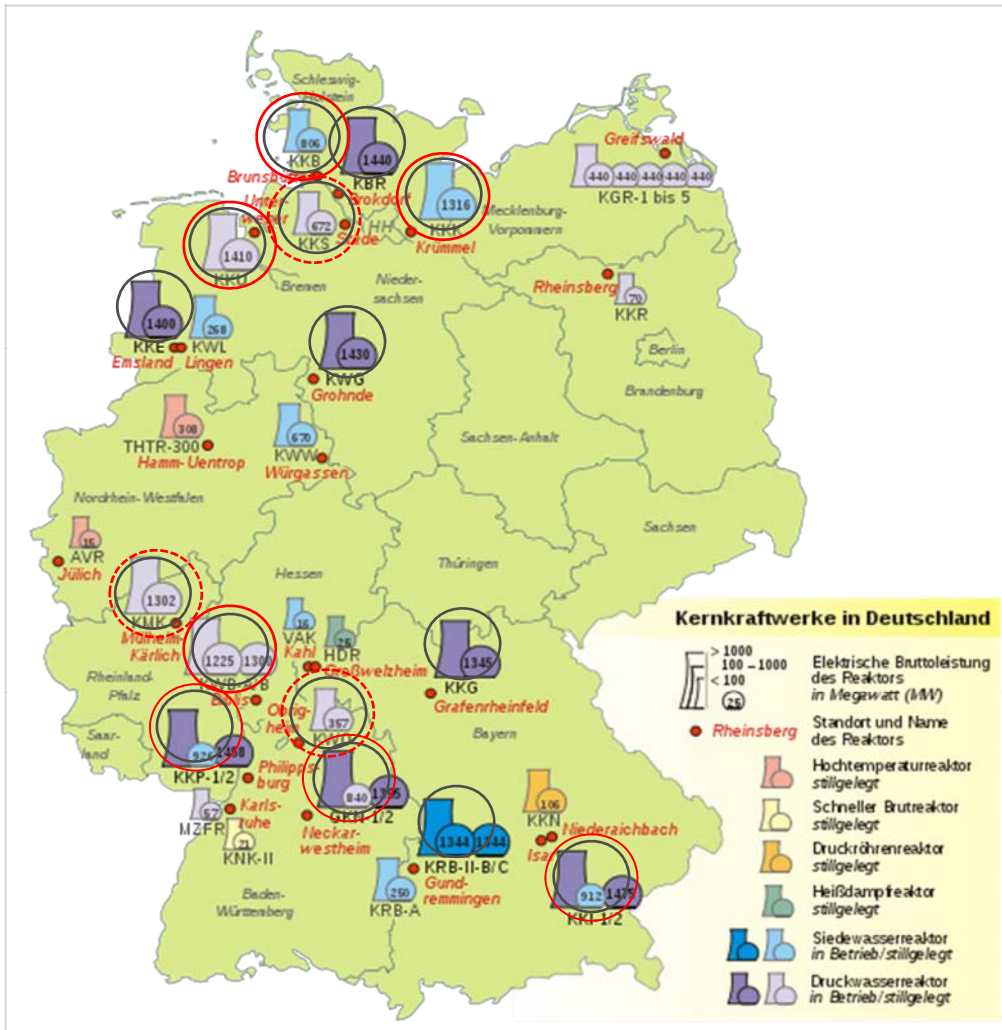 Schleswig-
Holstein
806
KKB
1440
KBR
Brunsbüttel
Brokdorf
Unter-
weser
672
KKS
Stade
HH
1316
KKK
Krümmel
Mecklenburg-
Vorpommern
Greifswald
440 440 440 440 440
KGR-1 bis 5
1410
KKU
Bremen
Nieder-
sachsen
Rheinsberg
70
KKR
1400
KKE
268
KWL
Emsland
Lingen
1430
KWG
Grohnde
Berlin
Brandenburg
308
THTR-300
Hamm-Uentrop
670
KWW
Würgassen
Sachsen-Anhalt
Nordrhein-Westfalen
15
AVR
Jülich
Sachsen
Thüringen
Hessen
1302
KMK
Mülheim-
Kärlich
1225 1300
KWB-A/B
Biblis
16
VAK
Kahl
25
HDR
Großwelzheim
1345
KKG
Grafenrheinfeld
Rheinland-
Pfalz
Saar-
land
357
KWO
Obrig-
heim
Bayern
926 1458
KKP-1/2
Philipps-
burg
840 1395
GKN-1/2
Neckar-
westheim
57
MZFR
Karls-
ruhe
21
KNK-II
1344 1344
KRB-II-B/C
Gund-
remmingen
250
KRB-A
106
KKN
Niederaichbach
Isar
912 1475
KKI-1/2
Baden-
Württemberg
Kernkraftwerke in Deutschland
> 1000
100 - 1000
< 100
25
Elektrische Bruttoleistung
des Reaktors
in Megawatt (MW)
Rheinsberg
Standort und Name
des Reaktors
Hochtemperaturreaktor
stillgelegt
Schneller Brutreaktor
stillgelegt
Druckröhrenreaktor
stillgelegt
Heißdampfreaktor
stillgelegt
Siedewasserreaktor
in Betrieb/stillgelegt
Druckwasserreaktor
in Betrieb/stillgelegt